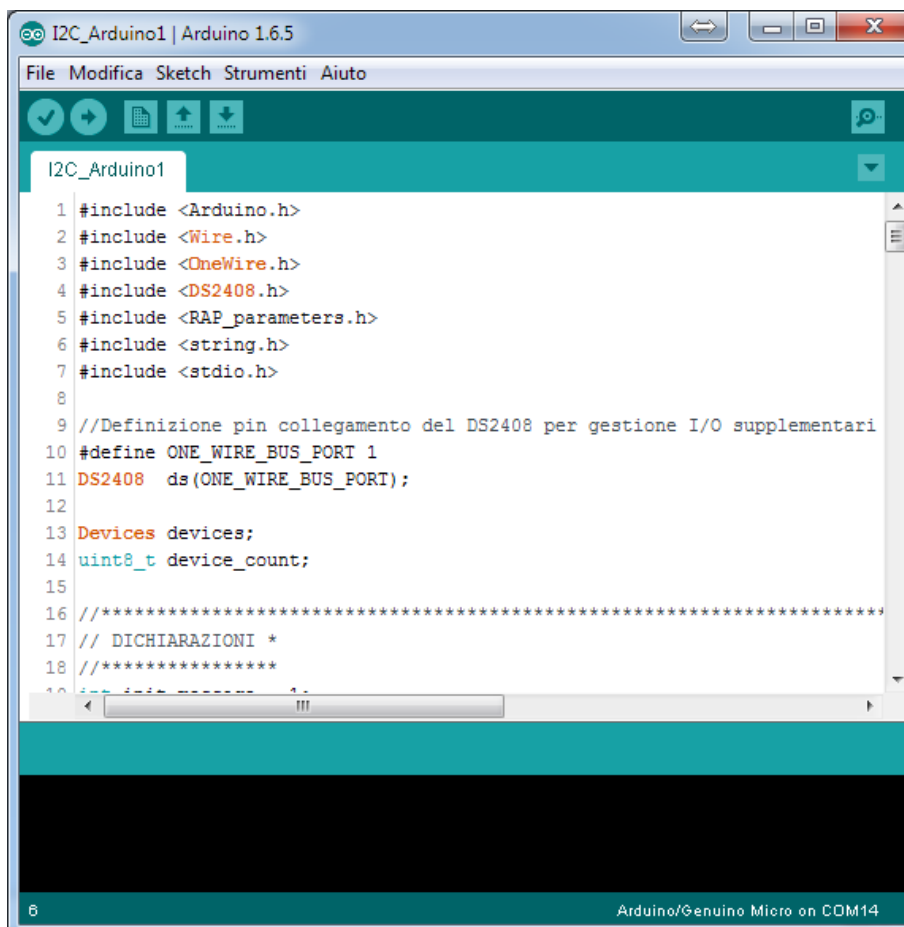 I2C_Arduino1 | Arduino 1.6.5
File Modifica Sketch Strumenti Aiuto
I2C_Arduino1
1 #include <Arduino.h>
2 #include <Wire.h>
3 #include <OneWire.h>
4 #include <DS2408.h>
5 #include <RAP_parameters.h>
6 #include <string.h>
7 #include <stdio.h>
8
9 //Definizione pin collegamento del DS2408 per gestione I/O supplementari
10 #define ONE_WIRE_BUS_PORT 1
11 DS2408  ds(ONE_WIRE_BUS_PORT);
12
13 Devices devices;
14 uint8_t device_count;
15
16 //***********************************************************************
17 // DICHIARAZIONI *
18 //****************
6
Arduino/Genuino Micro on COM14